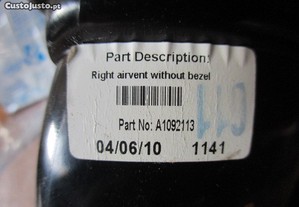 CustoJusto.pt
Part Description:
Right airvent without bezel
Part No: A1092113
04/06/10 1141